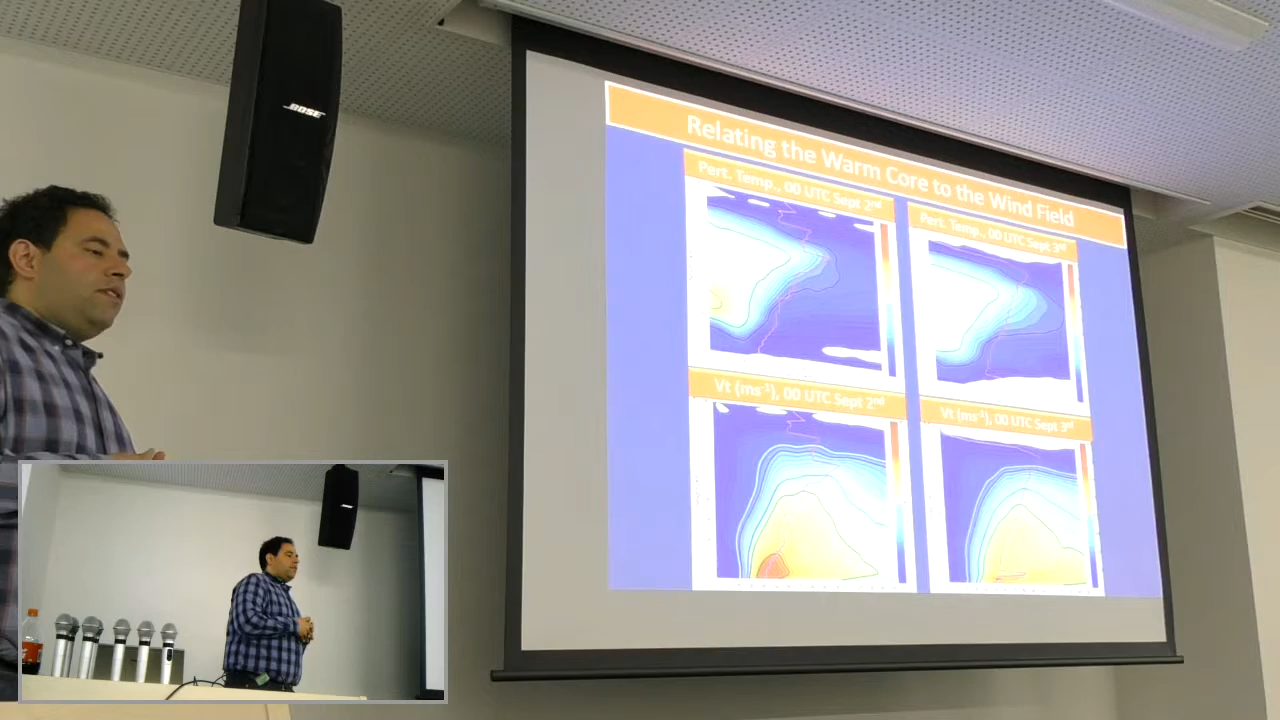 BOSE
Relating the Warm Core to the Wind Field
Pert. Temp., 00 UTC Sept 2nd
Pert. Temp., 00 UTC Sept 3rd
Vt (ms-1), 00 UTC Sept 2nd
Vt (ms-1), 00 UTC Sept 3rd